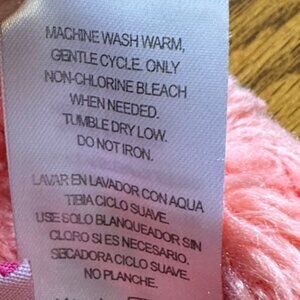 MACHINE WASH WARM,
GENTLE CYCLE. ONLY
NON-CHLORINE BLEACH
WHEN NEEDED.
TUMBLE DRY LOW.
DO NOT IRON.
LAVAR EN LAVADOR CON AQUA
TIBIA CICLO SUAVE.
USE SOLO BLANQUEADOR SIN
CLORO SI ES NECESARIO.
SECADORA CICLO SUAVE.
NO PLANCHE.